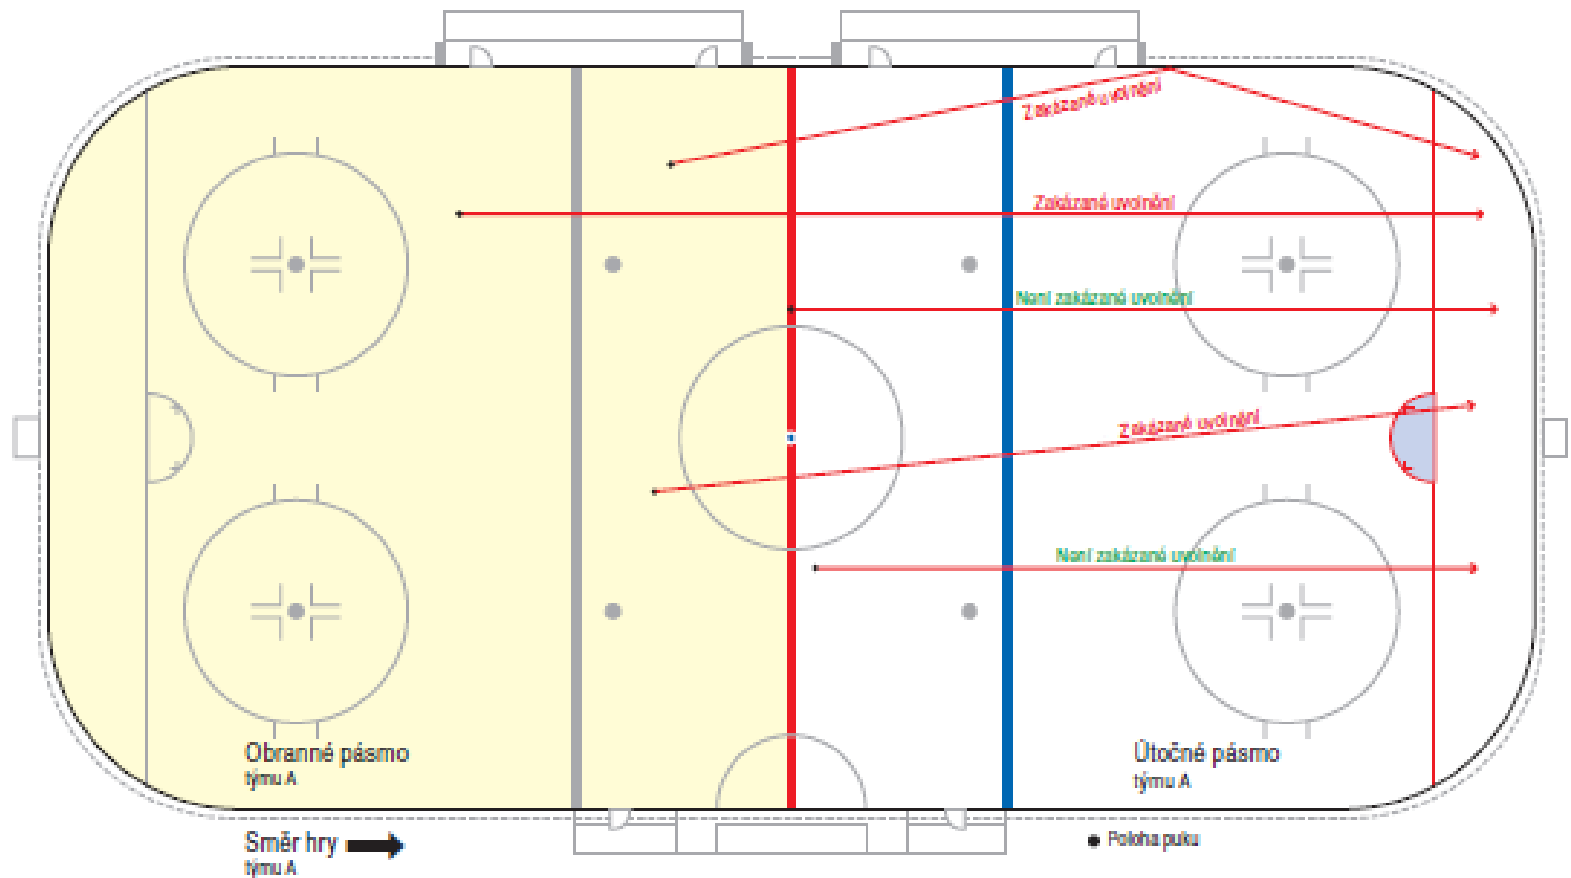 Zakázané uvolnění
Zakázané uvolnění
Není zakázané uvolnění
Zakázané uvolnění
Není zakázané uvolnění
Obranné pásmo
týmu A
Útočné pásmo
týmu A
Směr hry
týmu A
Poloha puku